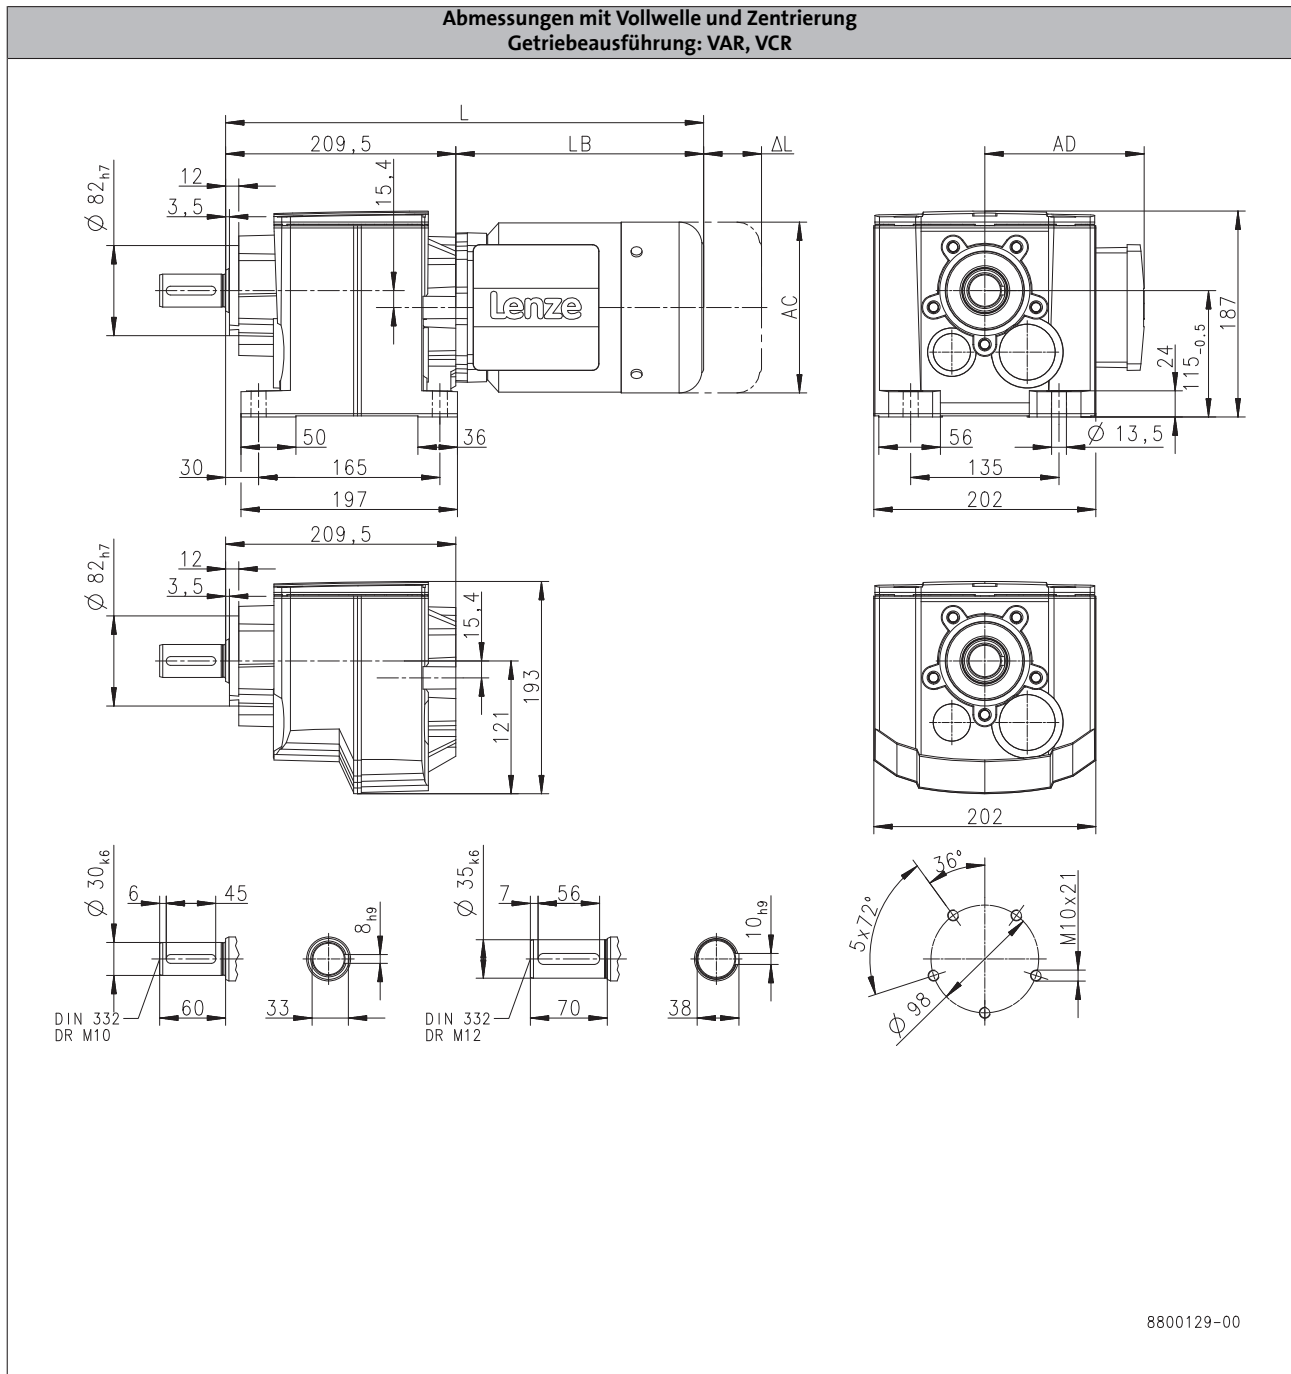 Abmessungen mit Vollwelle und Zentrierung
Getriebeausführung: VAR, VCR
L
209,5
LB
ΔL
AD
12
3,5
Ø 82h7
15,4
Lenze
AC
187
115-0.5
24
50
36
56
Ø 13,5
30
165
135
197
202
209,5
12
3,5
Ø 82h7
15,4
193
121
202
Ø 30k6
6
45
8h9
60
33
DIN 332
DR M10
Ø 35k6
7
56
10h9
70
38
DIN 332
DR M12
36°
5x72°
M10x21
Ø 98
8800129-00